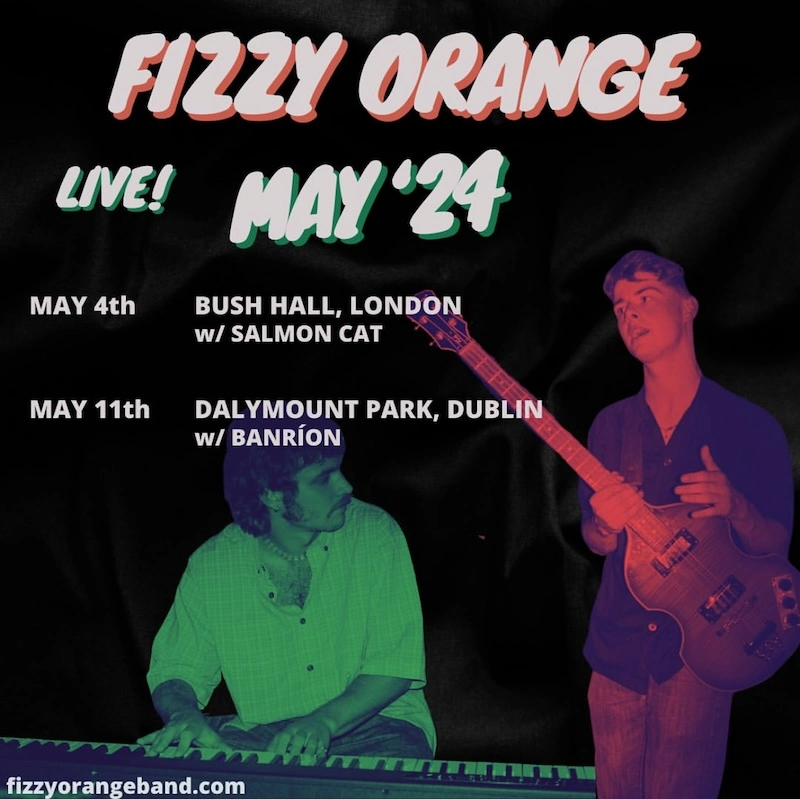 FIZZY ORANGE
LIVE! MAY '24
MAY 4th BUSH HALL, LONDON
w/ SALMON CAT
MAY 11th DALYMOUNT PARK, DUBLIN
w/ BANRÍON
fizzyorangeband.com